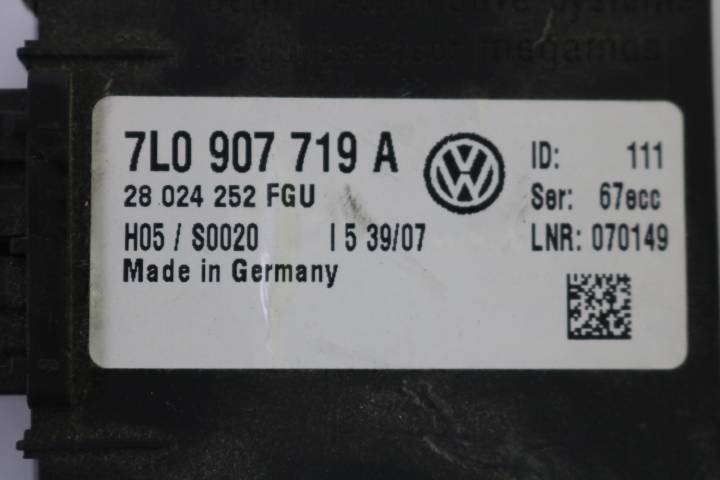 7L0 907 719 A
28 024 252 FGU
H05 / S0020 I 5 39/07
Made in Germany
ID: 111
Ser: 67ecc
LNR: 070149